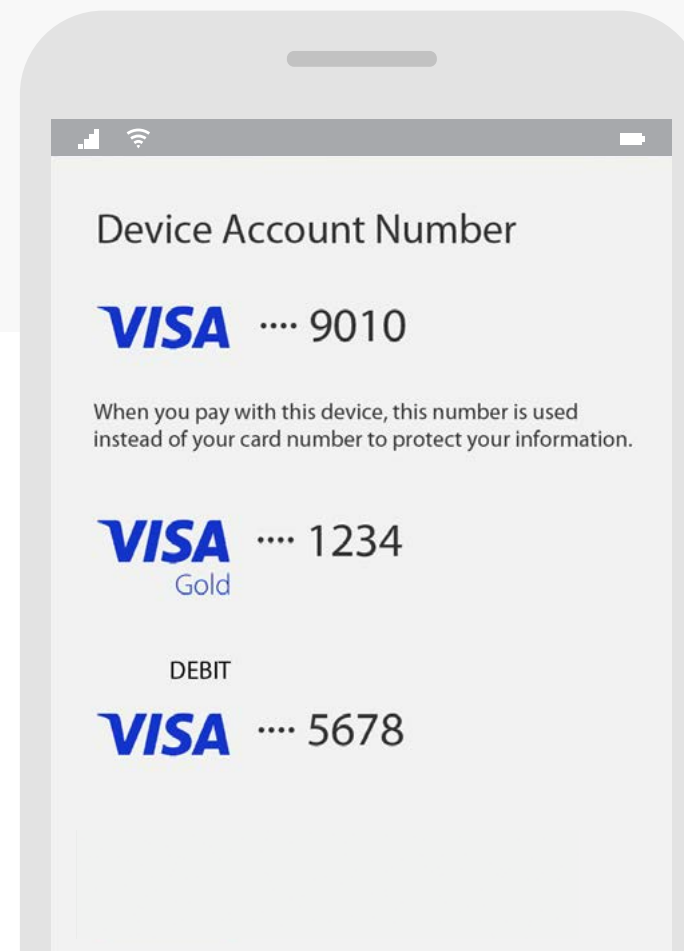 Device Account Number
VISA ···· 9010
When you pay with this device, this number is used
instead of your card number to protect your information.
VISA ···· 1234
Gold
DEBIT
VISA ···· 5678